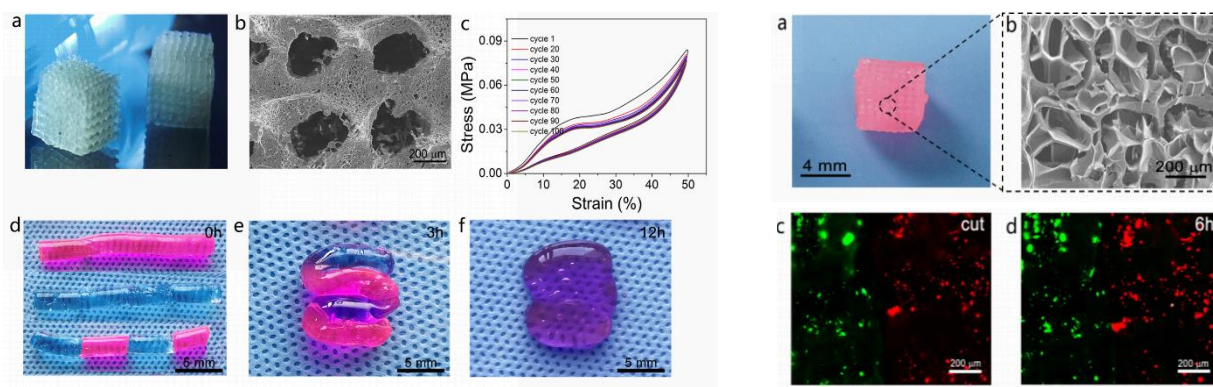 a
b
200 μm
c
Stress (MPa)
0.09
0.06
0.03
0.00
cycle 1
cycle 20
cycle 30
cycle 40
cycle 50
cycle 60
cycle 70
cycle 80
cycle 90
cycle 100
0 10 20 30 40 50
Strain (%)
d
0h
5 mm
e
3h
5 mm
f
12h
5 mm
a
4 mm
b
200 μm
c
cut
200 μm
d
6h
200 μm